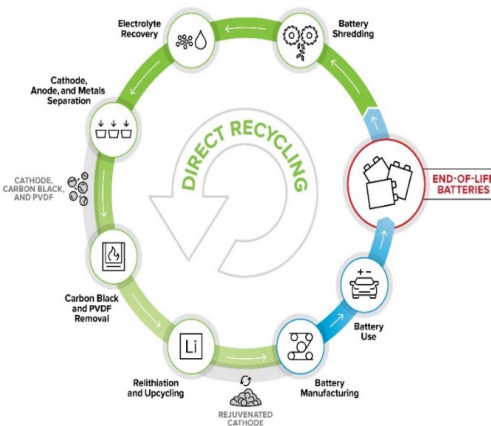 Electrolyte
Recovery
Battery
Shredding
Cathode,
Anode, and Metals
Separation
DIRECT RECYCLING
CATHODE,
CARBON BLACK,
AND PVDF
END-OF-LIFE
BATTERIES
Carbon Black
and PVDF
Removal
+ -
Battery
Use
Li
Relithiation
and Upcycling
Battery
Manufacturing
REJUVENATED
CATHODE